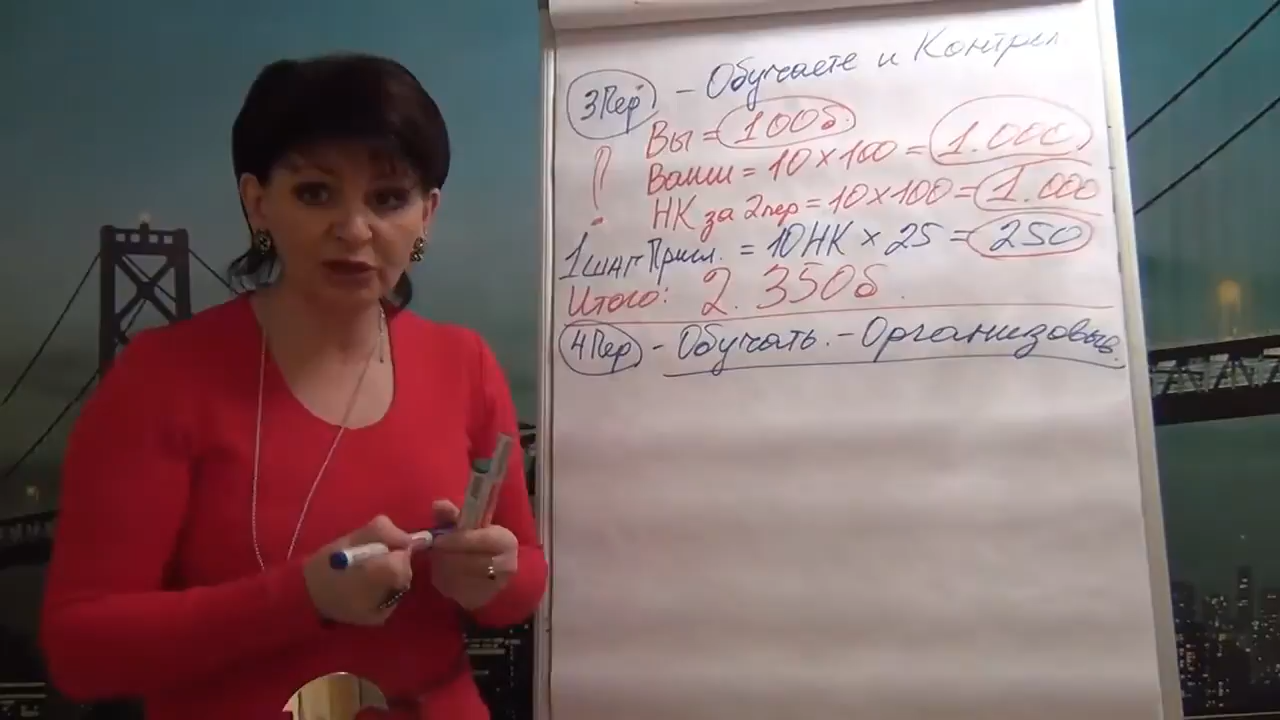 3Пер - Обучаете и Контрол
Вы = 100б.
Ваши = 10 х 100 = 1.000
НК за 2пер = 10 х 100 = 1.000
1шаг Приgл. = 10НК х 25 = 250
Итого: 2.350б.
4Пер - Обучать. - Организовыв.